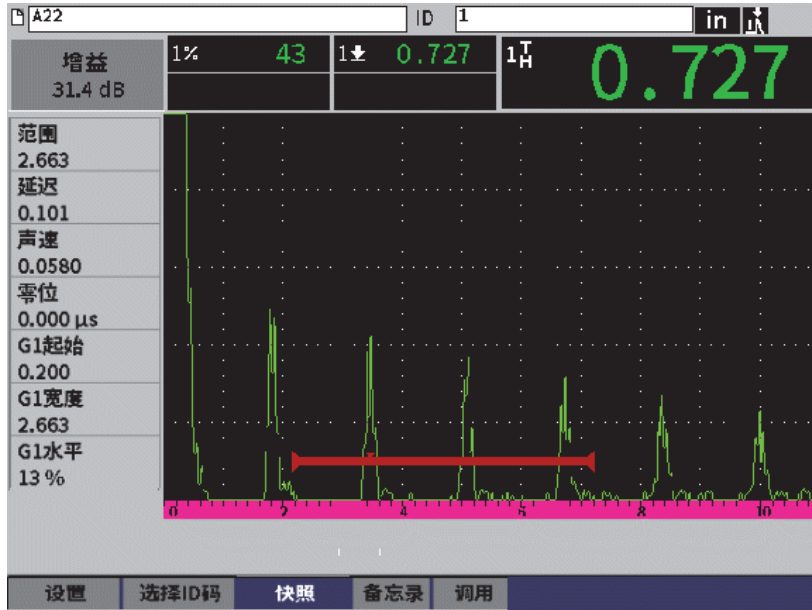 A22 ID 1 in
增益
31.4 dB
1% 43
1 0.727
1TH 0.727
范围
2.663
延迟
0.101
声速
0.0580
零位
0.000 µs
G1起始
0.200
G1宽度
2.663
G1水平
13 %
0 2 4 6 8 10
设置 选择ID码 快照 备忘录 调用